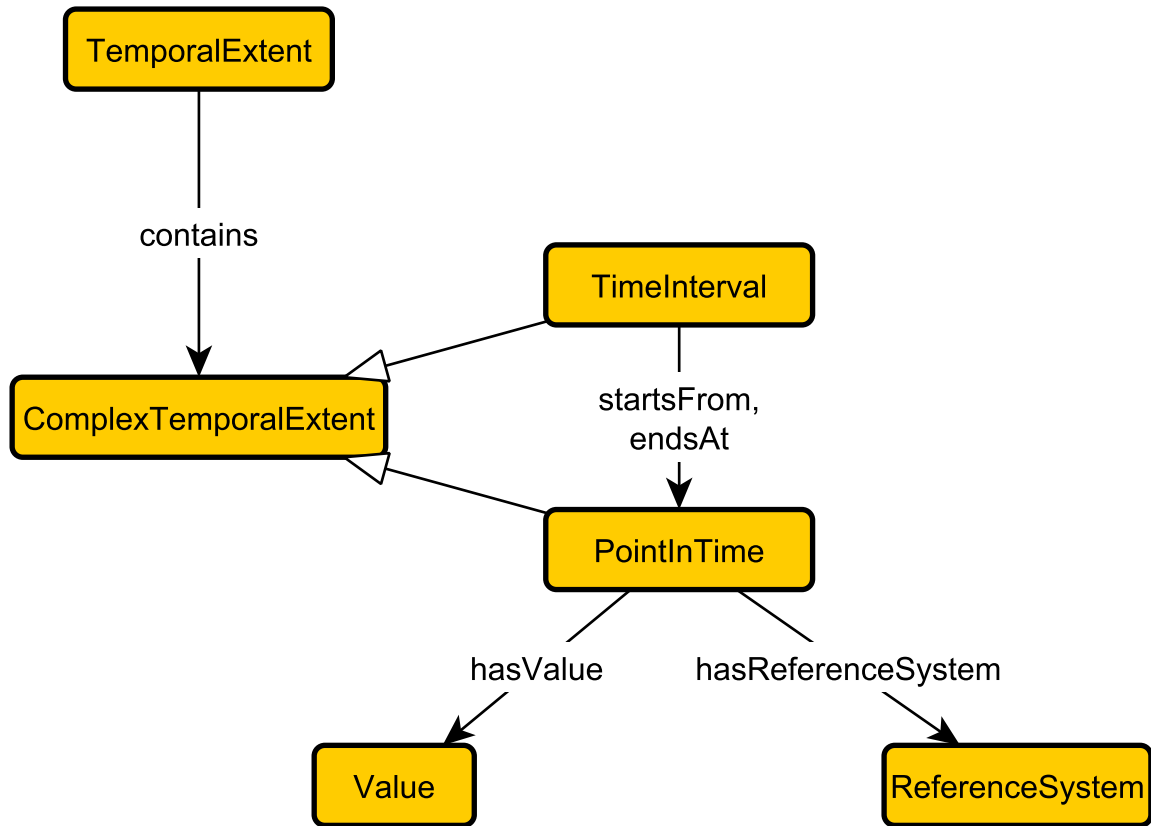 TemporalExtent
contains
TimeInterval
ComplexTemporalExtent
startsFrom,
endsAt
PointInTime
hasValue
hasReferenceSystem
Value
ReferenceSystem